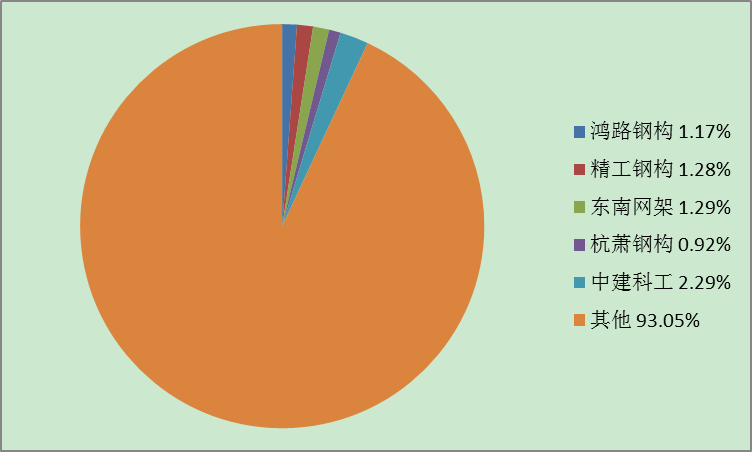 鸿路钢构 1.17%
精工钢构 1.28%
东南网架 1.29%
杭萧钢构 0.92%
中建科工 2.29%
其他 93.05%